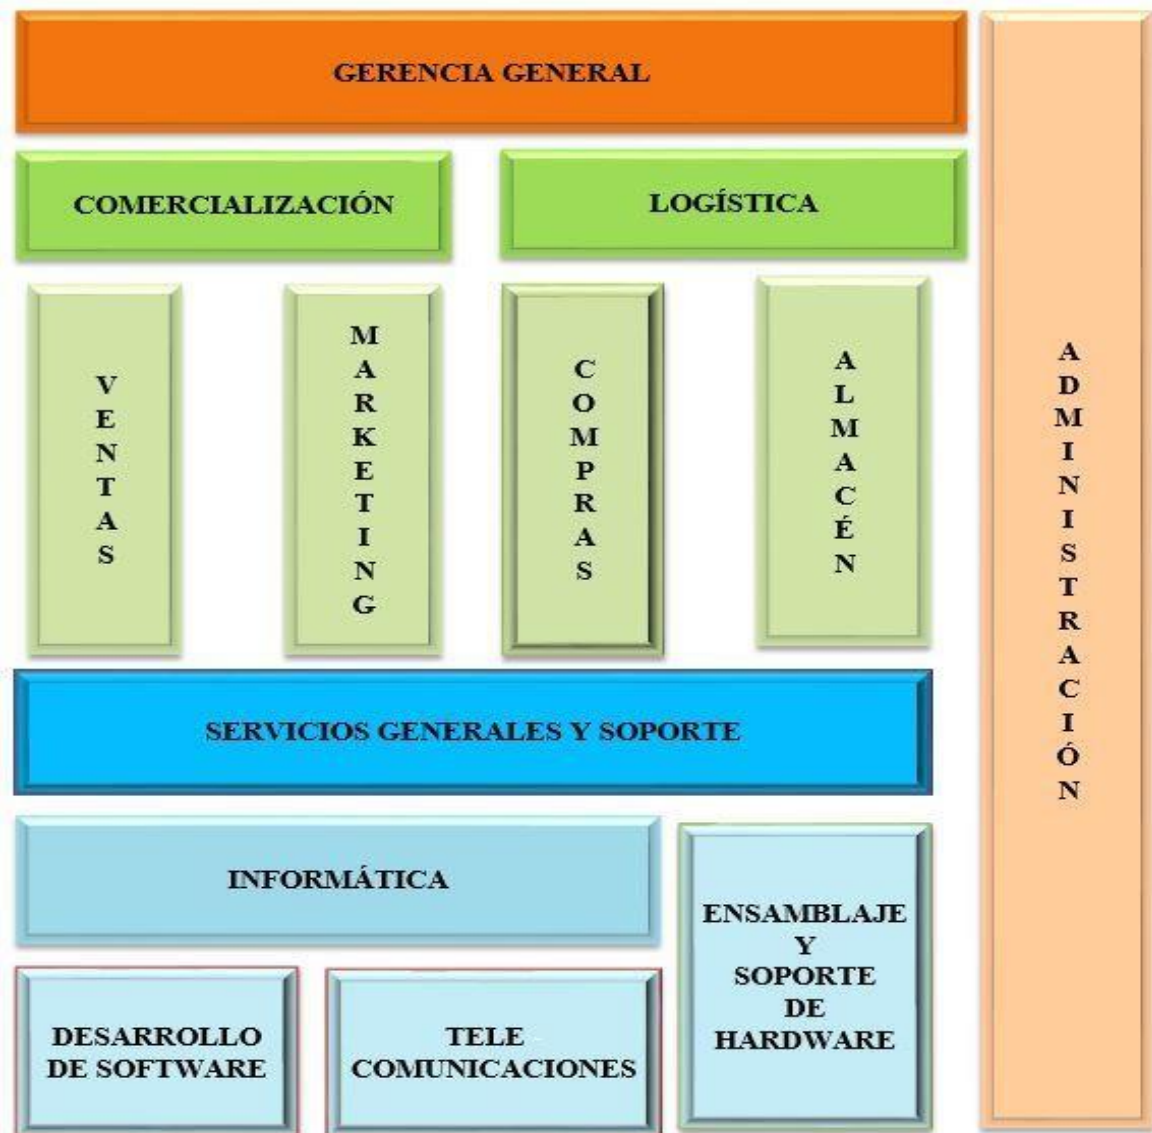 GERENCIA GENERAL
COMERCIALIZACIÓN
LOGÍSTICA
VENTAS
MARKETING
COMPRAS
ALMACÉN
ADMINISTRACIÓN
SERVICIOS GENERALES Y SOPORTE
INFORMÁTICA
ENSAMBLAJE
Y
SOPORTE
DE
HARDWARE
DESARROLLO
DE SOFTWARE
TELE
COMUNICACIONES